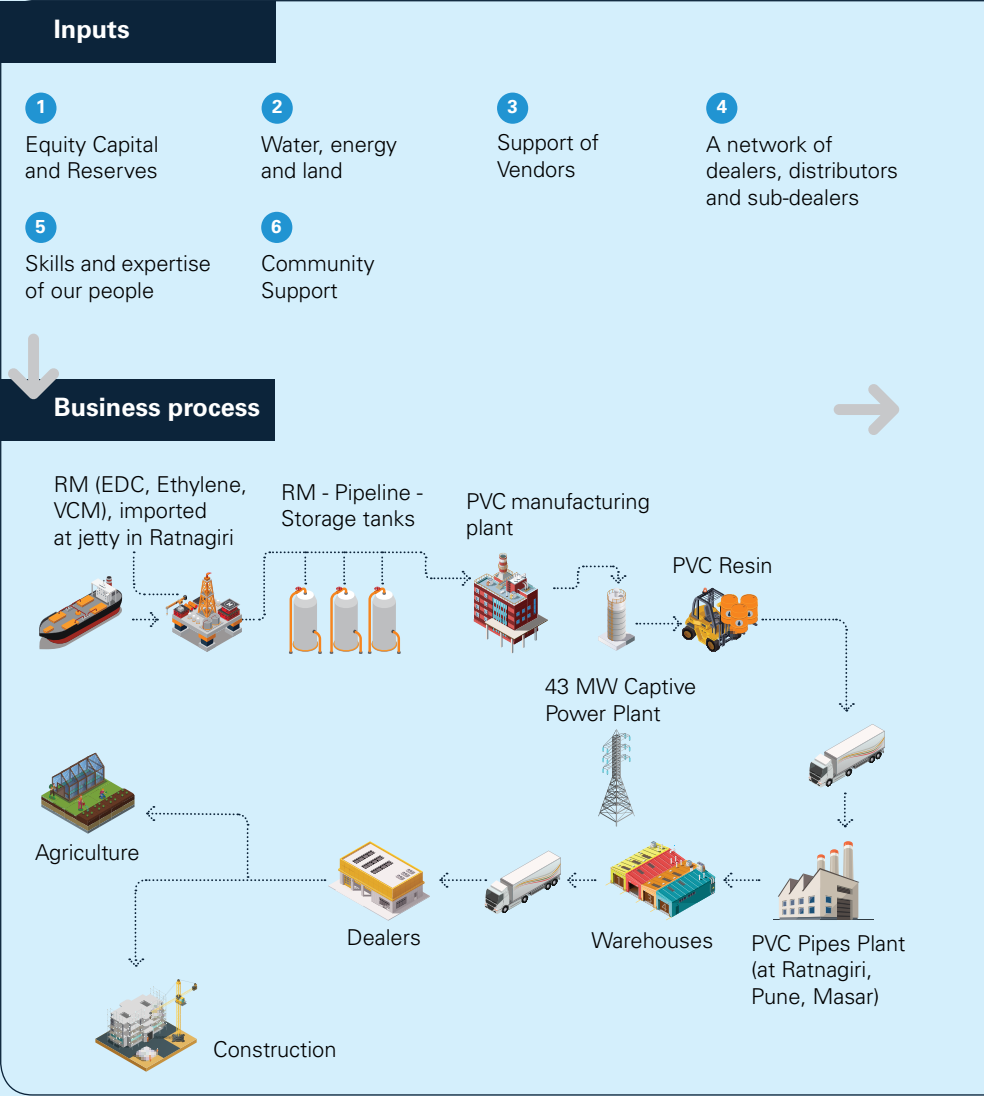 Inputs
1
Equity Capital
and Reserves
2
Water, energy
and land
3
Support of
Vendors
4
A network of
dealers, distributors
and sub-dealers
5
Skills and expertise
of our people
6
Community
Support
Business process
RM (EDC, Ethylene,
VCM), imported
at jetty in Ratnagiri
RM - Pipeline -
Storage tanks
PVC manufacturing
plant
PVC Resin
43 MW Captive
Power Plant
Agriculture
Dealers
Warehouses
PVC Pipes Plant
(at Ratnagiri,
Pune, Masar)
Construction